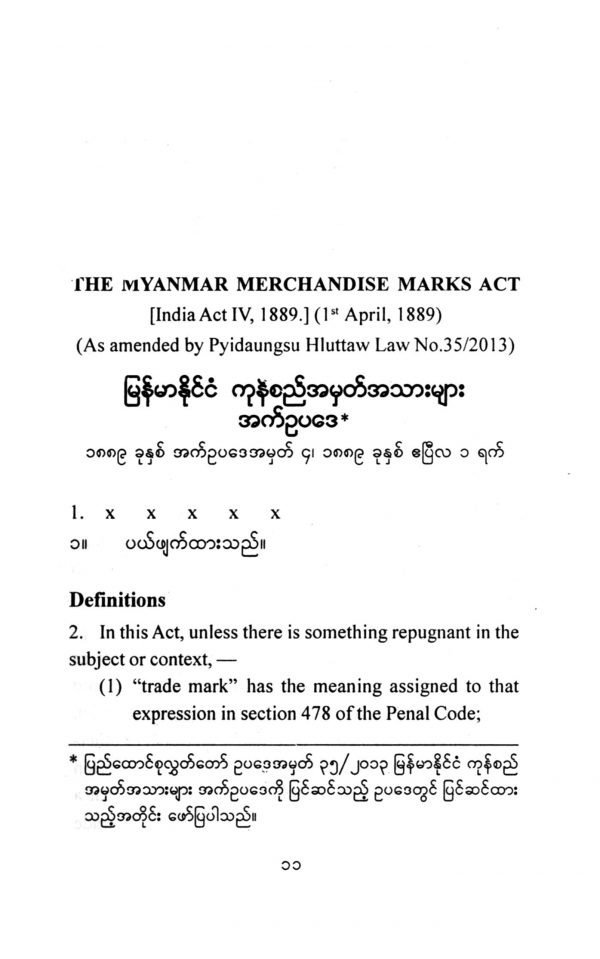 THE MYANMAR MERCHANDISE MARKS ACT
[India Act IV, 1889.] (1st April, 1889)
(As amended by Pyidaungsu Hluttaw Law No.35/2013)
မြန်မာနိုင်ငံ ကုန်စည်အမှတ်အသားများ
အက်ဥပဒေ*
၁၈၈၉ ခုနှစ် အက်ဥပဒေအမှတ် ၄၊ ၁၈၈၉ ခုနှစ် ဧပြီလ ၁ ရက်
1. x x x x x
၁။ ပယ်ဖျက်ထားသည်။
Definitions
2. In this Act, unless there is something repugnant in the
subject or context, —
(1) “trade mark” has the meaning assigned to that
expression in section 478 of the Penal Code;
* ပြည်ထောင်စုလွှတ်တော် ဥပဒေအမှတ် ၃၅/၂၀၁၃ မြန်မာနိုင်ငံ ကုန်စည်
အမှတ်အသားများ အက်ဥပဒေကို ပြင်ဆင်သည့် ဥပဒေတွင် ပြင်ဆင်ထား
သည့်အတိုင်း ဖော်ပြပါသည်။
၁၁